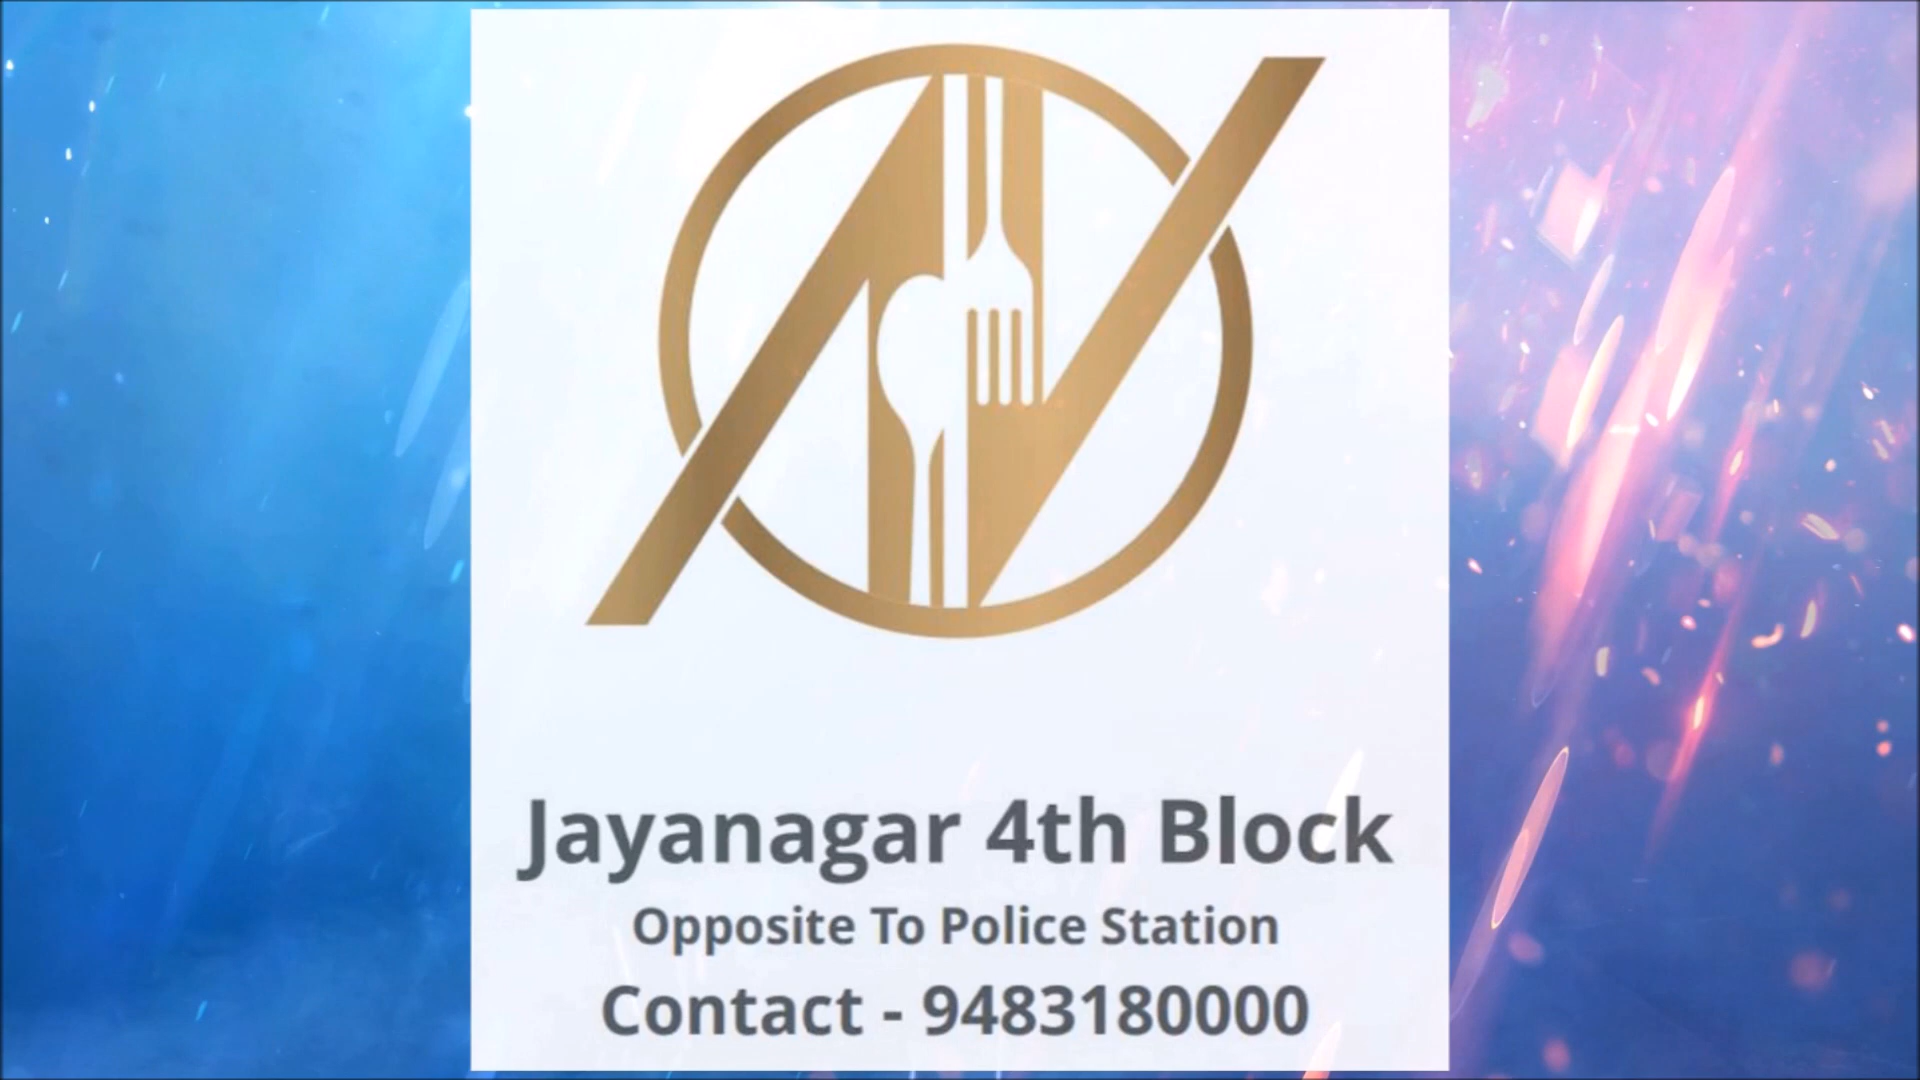 Jayanagar 4th Block
Opposite To Police Station
Contact - 9483180000